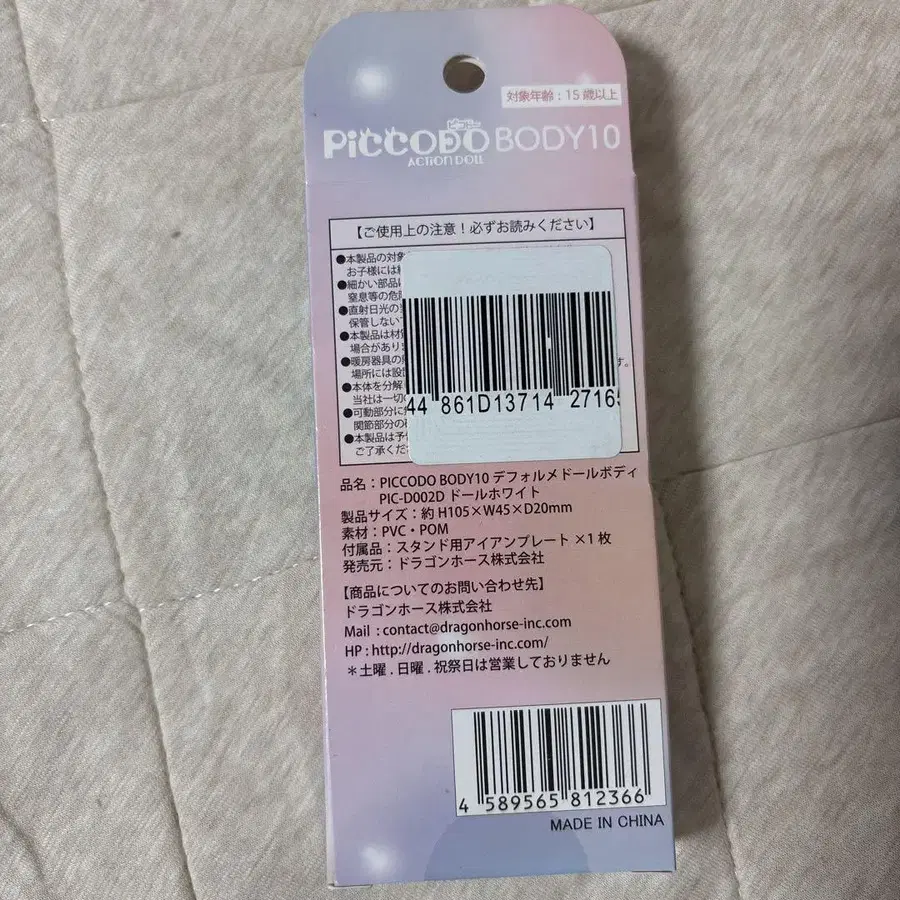 対象年齢：15歳以上
PiCCODO BODY10
ACTION DOLL
【ご使用上の注意！必ずお読みください】
●本製品の対象
お子様には
●細かい部品
窒息等の危
●直射日光の
保管しない
●本製品は材
場合があり
●暖房器具の
す。
場所には設
●本体を分解
当社は一切
●可動部分に
関節部分の
●本製品は予
ご了承くだ
44 861D13714 27165
品名：PICCODO BODY10 デフォルメドールボディ
PIC-D002D ドールホワイト
製品サイズ：約 H105×W45×D20mm
素材：PVC・POM
付属品：スタンド用アイアンプレート ×1 枚
発売元：ドラゴンホース株式会社
【商品についてのお問い合わせ先】
ドラゴンホース株式会社
Mail : contact@dragonhorse-inc.com
HP : http://dragonhorse-inc.com/
＊土曜 . 日曜 . 祝祭日は営業しておりません
4 589565 812366
MADE IN CHINA